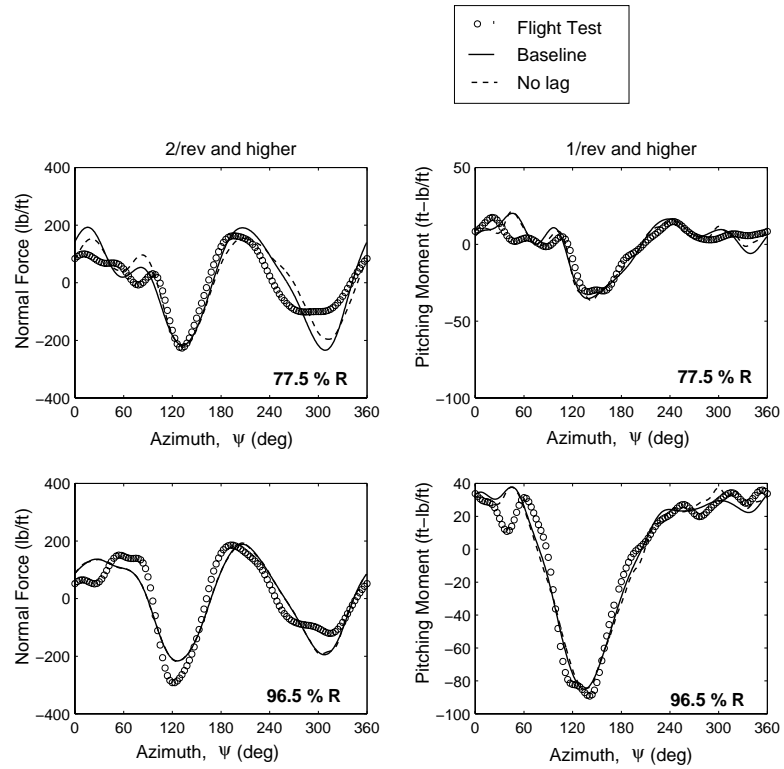 Flight Test
Baseline
No lag
2/rev and higher
400
200
0
−200
−400
0 60 120 180 240 300 360
Normal Force (lb/ft)
Azimuth, ψ (deg)
77.5 % R
1/rev and higher
50
0
−50
−100
0 60 120 180 240 300 360
Pitching Moment (ft−lb/ft)
Azimuth, ψ (deg)
77.5 % R
400
200
0
−200
−400
0 60 120 180 240 300 360
Normal Force (lb/ft)
Azimuth, ψ (deg)
96.5 % R
40
20
0
−20
−40
−60
−80
−100
0 60 120 180 240 300 360
Pitching Moment (ft−lb/ft)
Azimuth, ψ (deg)
96.5 % R